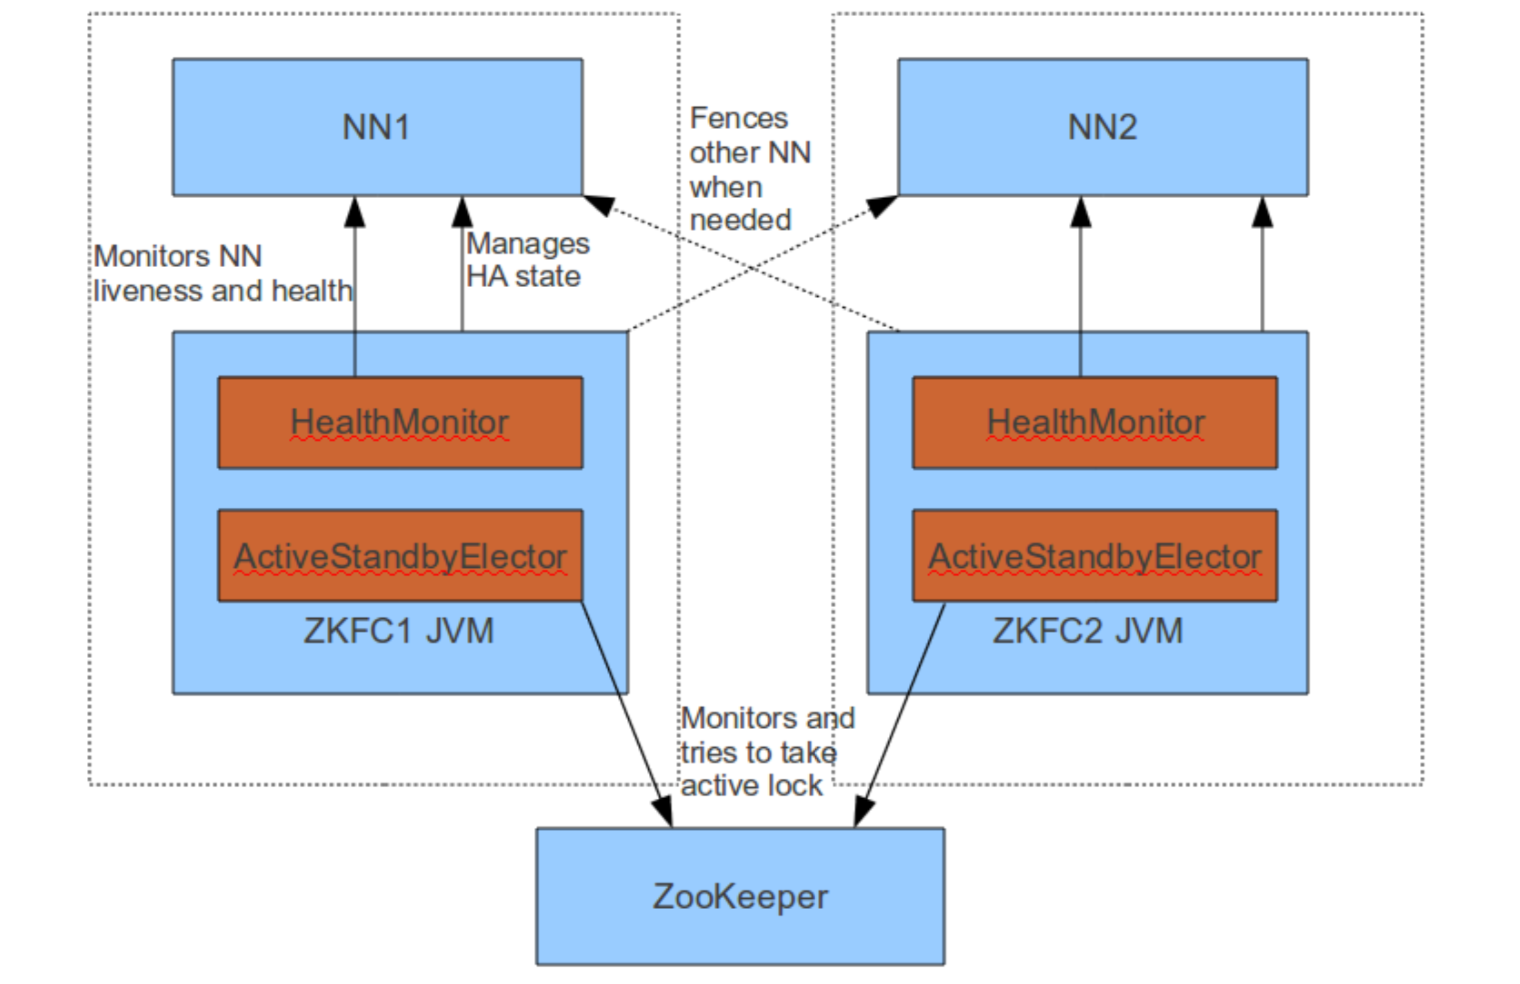 NN1
NN2
Fences
other NN
when
needed
Monitors NN
liveness and health
Manages
HA state
HealthMonitor
HealthMonitor
ActiveStandbyElector
ActiveStandbyElector
ZKFC1 JVM
ZKFC2 JVM
Monitors and
tries to take
active lock
ZooKeeper